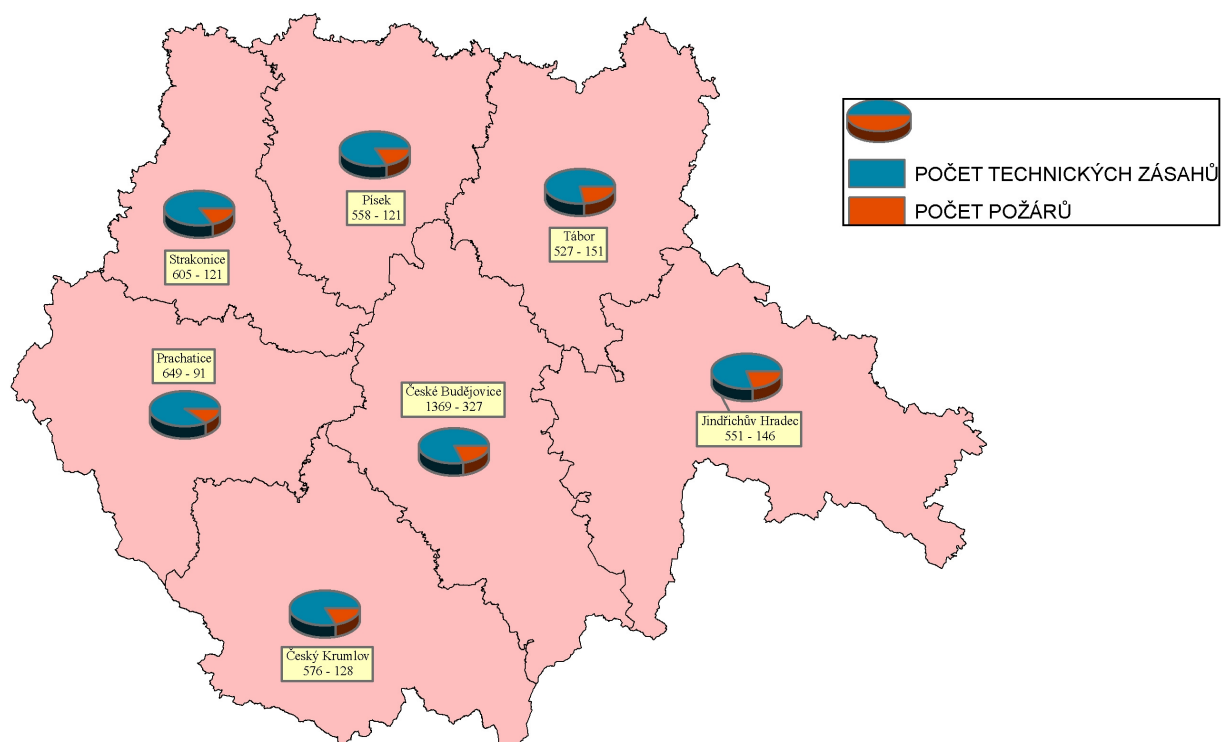 POČET TECHNICKÝCH ZÁSAHŮ
POČET POŽÁRŮ
Písek
558 - 121
Tábor
527 - 151
Strakonice
605 - 121
Prachatice
649 - 91
České Budějovice
1369 - 327
Jindřichův Hradec
551 - 146
Český Krumlov
576 - 128